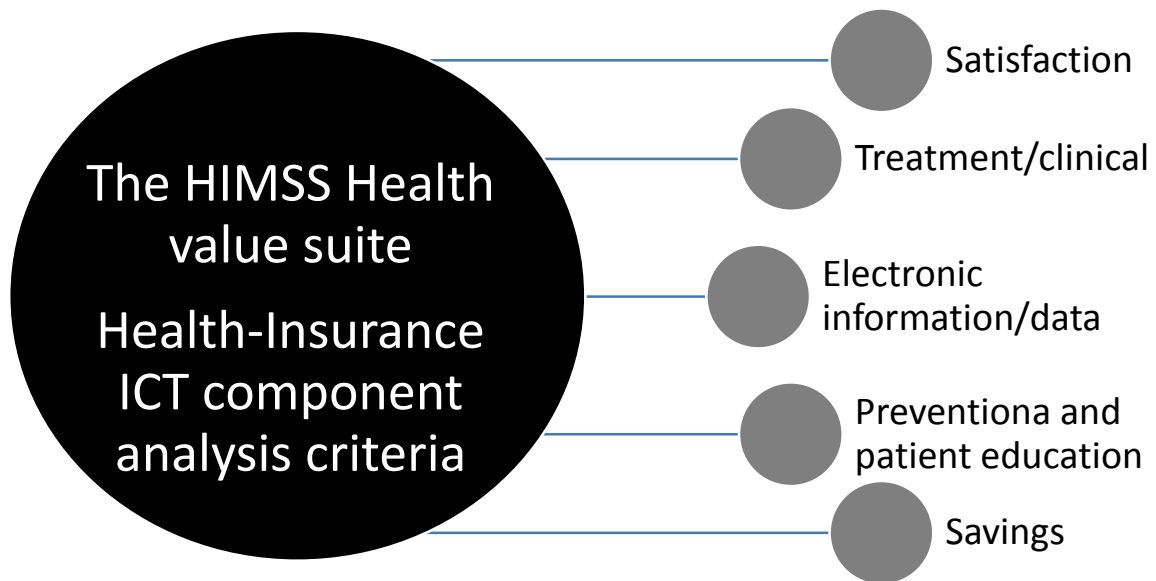 The HIMSS Health
value suite
Health-Insurance
ICT component
analysis criteria
Satisfaction
Treatment/clinical
Electronic
information/data
Preventiona and
patient education
Savings